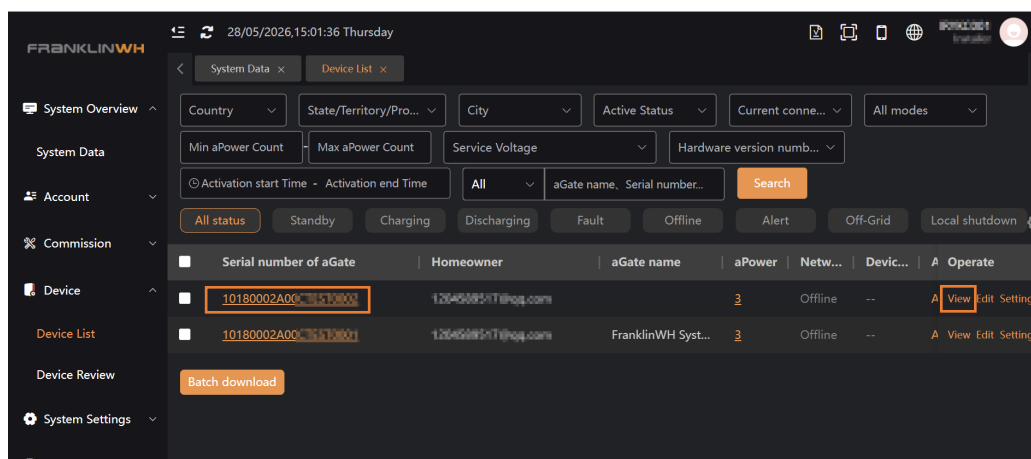 FRANKLINWH
28/05/2026,15:01:36 Thursday
System Data ×
Device List ×
System Overview
System Data
Account
Commission
Device
Device List
Device Review
System Settings
Country
State/Territory/Pro...
City
Active Status
Current conne...
All modes
Min aPower Count - Max aPower Count
Service Voltage
Hardware version numb...
Activation start Time - Activation end Time
All
aGate name、Serial number...
Search
All status
Standby
Charging
Discharging
Fault
Offline
Alert
Off-Grid
Local shutdown
Serial number of aGate
Homeowner
aGate name
aPower
Netw...
Devic...
A
Operate
10180002A00
3
Offline
--
A
View Edit Setting
10180002A00
FranklinWH Syst...
3
Offline
--
A
View Edit Setting
Batch download